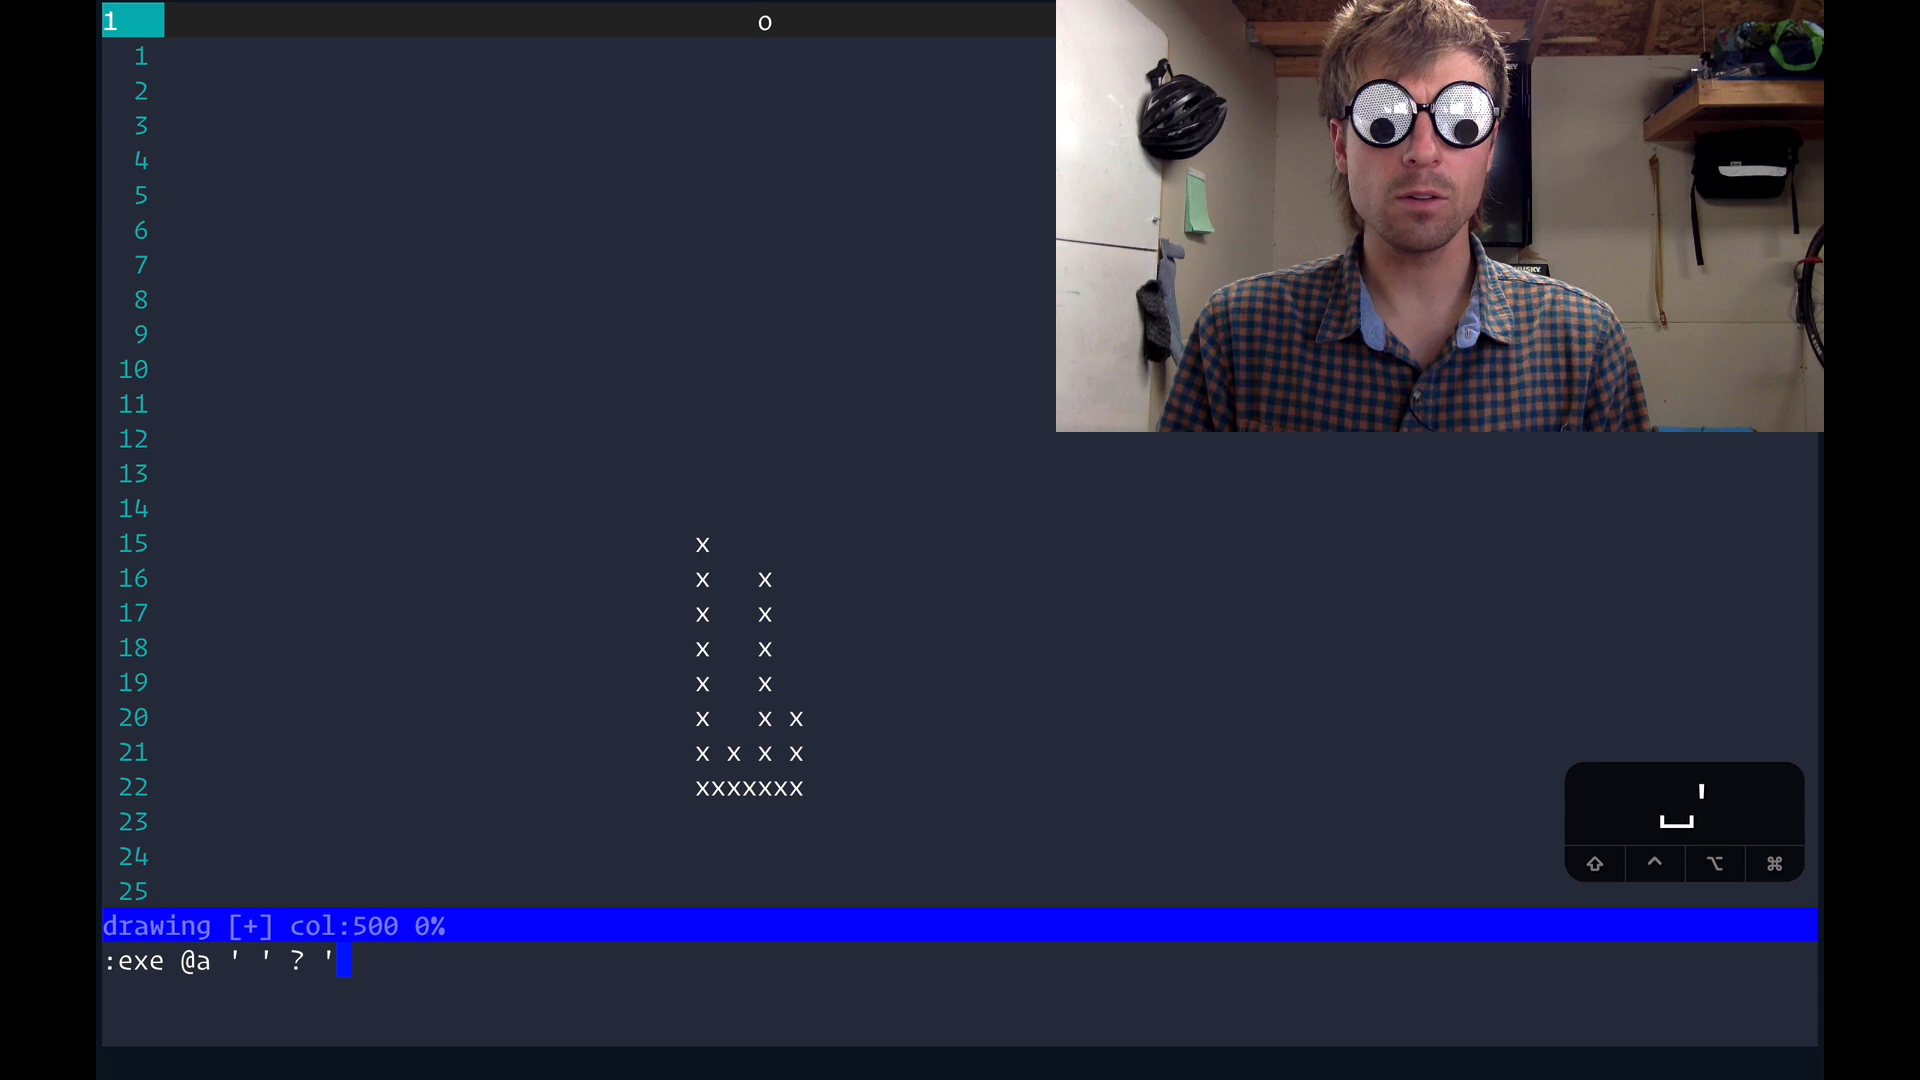 1 o
1
2
3
4
5
6
7
8
9
10
11
12
13
14
15 x
16 x x
17 x x
18 x x
19 x x
20 x x x
21 x x x x
22 xxxxxxx
23
24
25
drawing [+] col:500 0%
:exe @a ' ' ? '
HUSKY
'